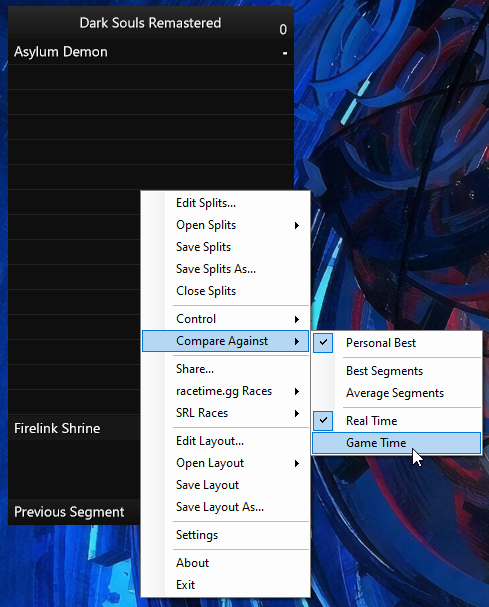 Dark Souls Remastered
0
Asylum Demon
-
Edit Splits...
Open Splits
Save Splits
Save Splits As...
Close Splits
Control
Compare Against
Personal Best
Share...
Best Segments
racetime.gg Races
Average Segments
SRL Races
Real Time
Firelink Shrine
Edit Layout...
Game Time
Open Layout
Save Layout
Save Layout As...
Previous Segment
Settings
About
Exit